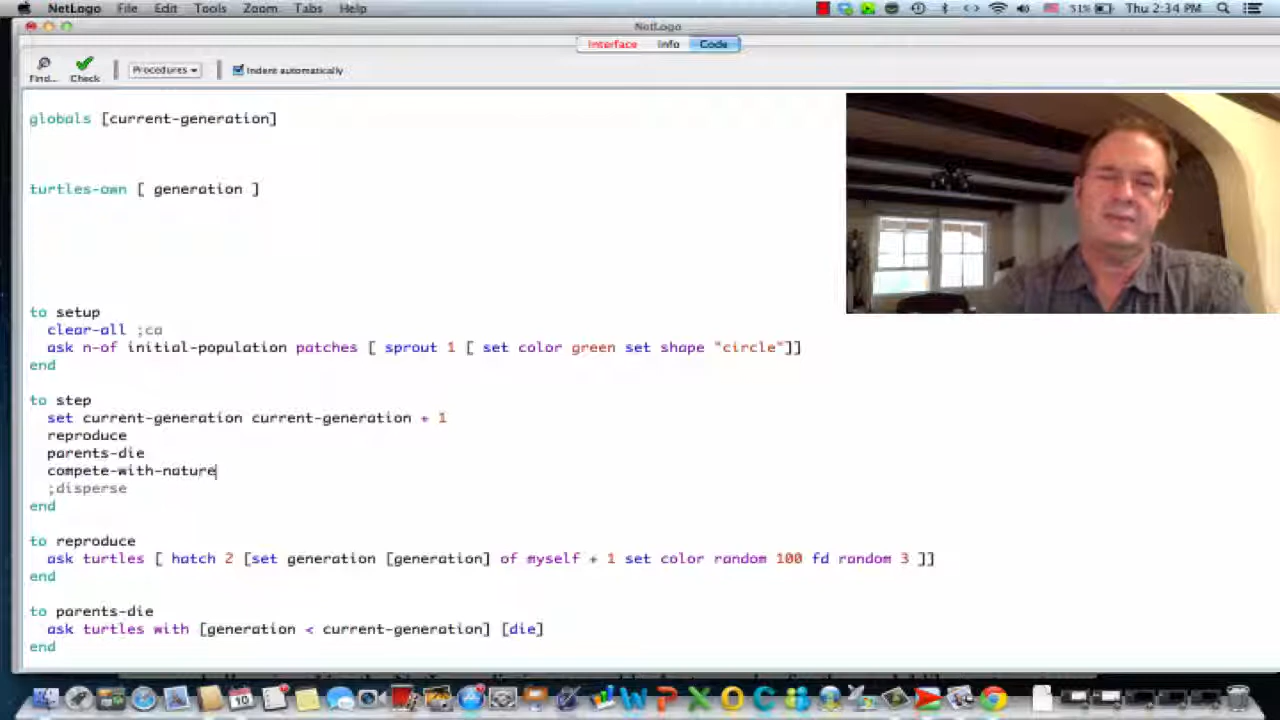 NetLogo File Edit Tools Zoom Tabs Help 51% Thu 2:34 PM
NetLogo
Interface Info Code
Find... Check Procedures Indent automatically
globals [current-generation]
turtles-own [ generation ]
to setup
clear-all ;ca
ask n-of initial-population patches [ sprout 1 [ set color green set shape "circle"]]
end
to step
set current-generation current-generation + 1
reproduce
parents-die
compete-with-nature
;disperse
end
to reproduce
ask turtles [ hatch 2 [set generation [generation] of myself + 1 set color random 100 fd random 3 ]]
end
to parents-die
ask turtles with [generation < current-generation] [die]
end